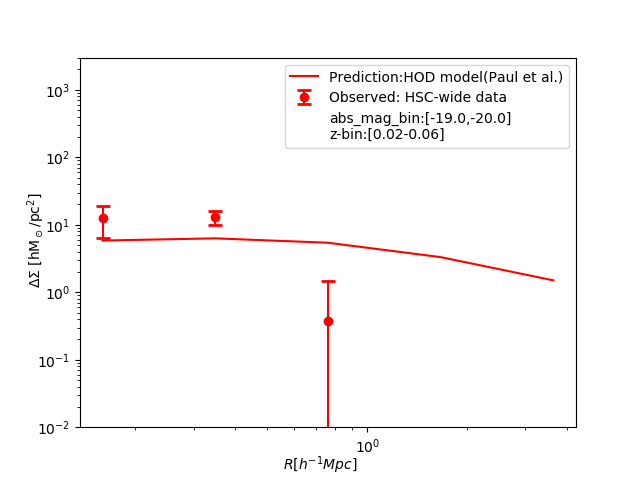 Prediction:HOD model(Paul et al.)
Observed: HSC-wide data
abs_mag_bin:[-19.0,-20.0]
z-bin:[0.02-0.06]
10³
10²
10¹
10⁰
10⁻¹
10⁻²
ΔΣ [hM⊙/pc²]
10⁰
R[h⁻¹Mpc]